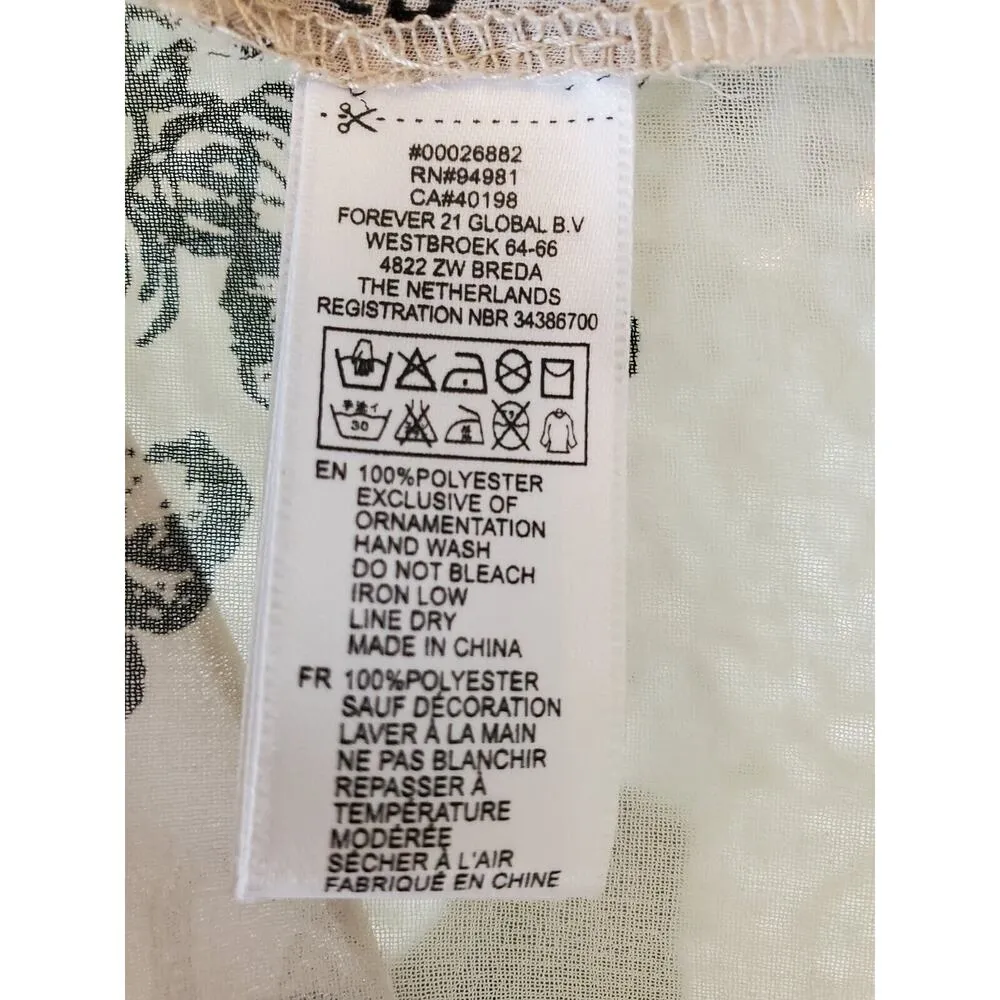 #00026882
RN#94981
CA#40198
FOREVER 21 GLOBAL B.V
WESTBROEK 64-66
4822 ZW BREDA
THE NETHERLANDS
REGISTRATION NBR 34386700
30
EN 100%POLYESTER
EXCLUSIVE OF
ORNAMENTATION
HAND WASH
DO NOT BLEACH
IRON LOW
LINE DRY
MADE IN CHINA
FR 100%POLYESTER
SAUF DÉCORATION
LAVER À LA MAIN
NE PAS BLANCHIR
REPASSER À
TEMPÉRATURE
MODÉRÉE
SÉCHER À L'AIR
FABRIQUÉ EN CHINE